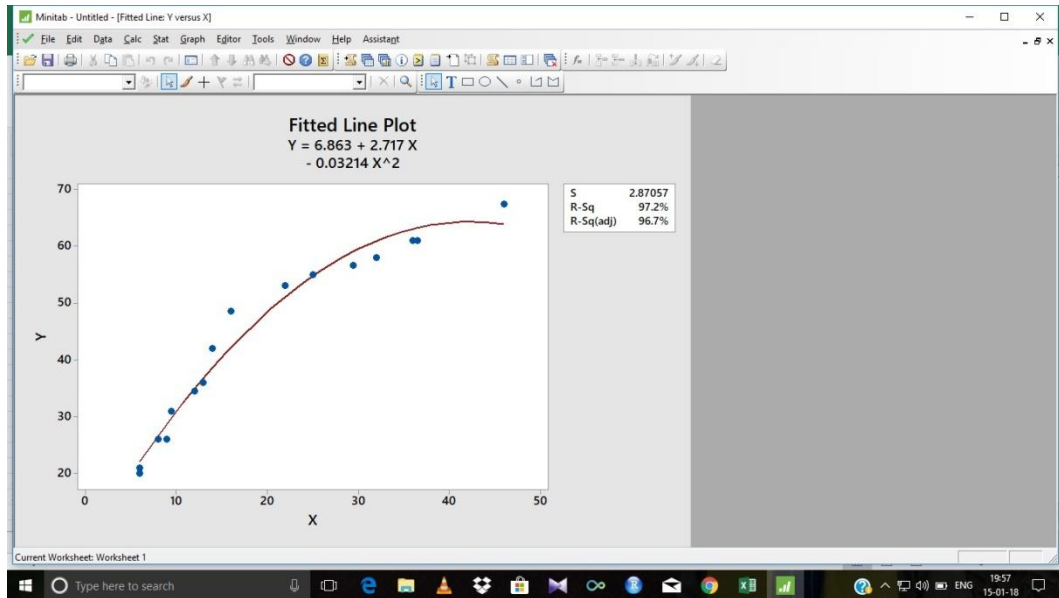 Minitab - Untitled - [Fitted Line: Y versus X]
File Edit Data Calc Stat Graph Editor Tools Window Help Assistant
Fitted Line Plot
Y = 6.863 + 2.717 X
- 0.03214 X^2
S 2.87057
R-Sq 97.2%
R-Sq(adj) 96.7%
70
60
50
40
30
20
Y
0 10 20 30 40 50
X
Current Worksheet: Worksheet 1
Type here to search
ENG
19:57
15-01-18